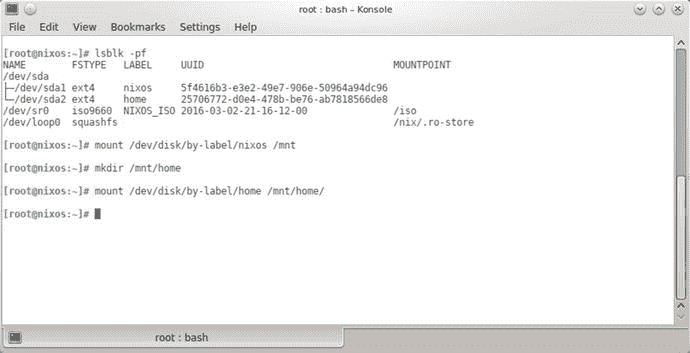 root : bash – Konsole
File Edit View Bookmarks Settings Help
[root@nixos:~]# lsblk -pf
NAME FSTYPE LABEL UUID MOUNTPOINT
/dev/sda
├─/dev/sda1 ext4 nixos 5f4616b3-e3e2-49e7-906e-50964a94dc96
└─/dev/sda2 ext4 home 25706772-d0e4-478b-be76-ab7818566de8
/dev/sr0 iso9660 NIXOS_ISO 2016-03-02-21-16-12-00 /iso
/dev/loop0 squashfs /nix/.ro-store
[root@nixos:~]# mount /dev/disk/by-label/nixos /mnt
[root@nixos:~]# mkdir /mnt/home
[root@nixos:~]# mount /dev/disk/by-label/home /mnt/home/
[root@nixos:~]#
root : bash